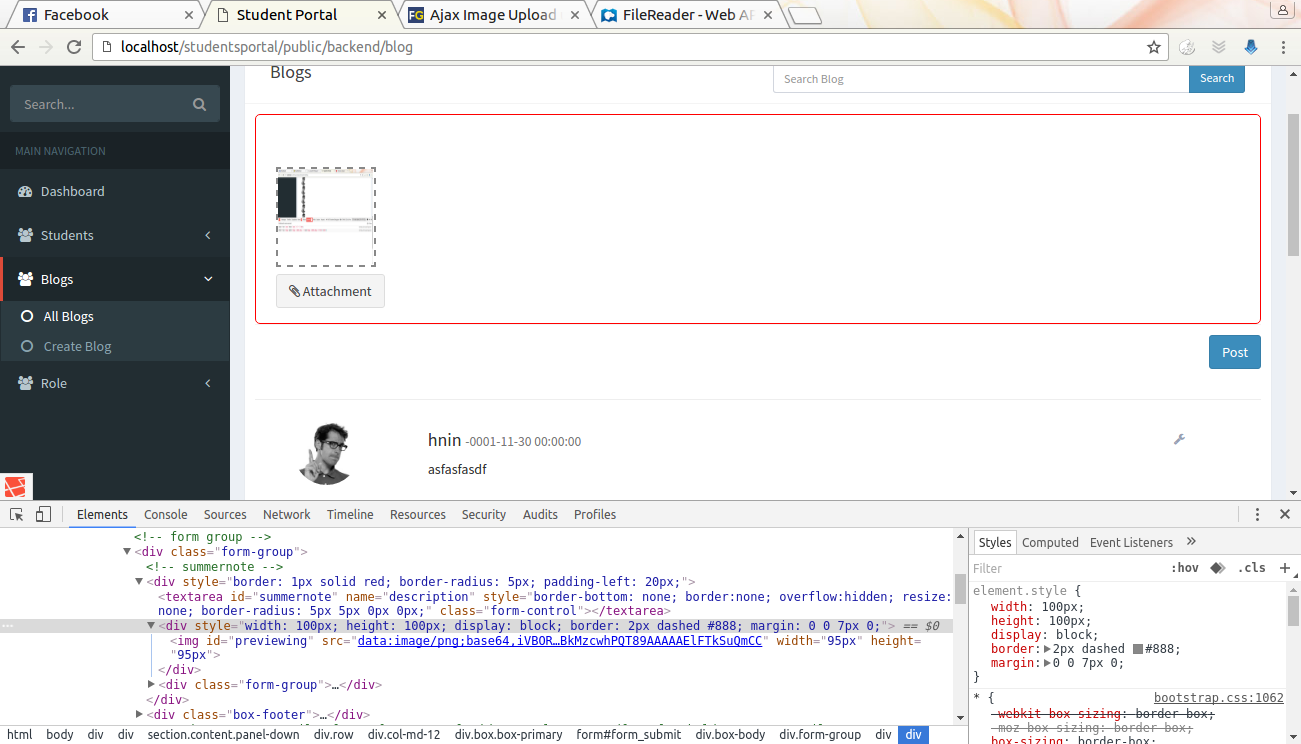 Facebook
Student Portal
Ajax Image Upload
FileReader - Web AP
localhost/studentsportal/public/backend/blog
Search...
MAIN NAVIGATION
Dashboard
Students
Blogs
All Blogs
Create Blog
Role
Blogs
Search Blog
Search
Attachment
Post
hnin -0001-11-30 00:00:00
asfasfasdf
Elements Console Sources Network Timeline Resources Security Audits Profiles
<!-- form group -->
▼<div class="form-group">
<!-- summernote -->
▼<div style="border: 1px solid red; border-radius: 5px; padding-left: 20px;">
<textarea id="summernote" name="description" style="border-bottom: none; border:none; overflow:hidden; resize:
none; border-radius: 5px 5px 0px 0px;" class="form-control"></textarea>
▼<div style="width: 100px; height: 100px; display: block; border: 2px dashed #888; margin: 0 0 7px 0;"> == $0
<img id="previewing" src="data:image/png;base64,iVBOR…BkMzcwhPQT89AAAAAElFTkSuQmCC" width="95px" height=
"95px">
</div>
▶<div class="form-group">…</div>
</div>
▶<div class="box-footer">…</div>
html body div div section.content.panel-down div.row div.col-md-12 div.box.box-primary form#form_submit div.box-body div.form-group div div
Styles Computed Event Listeners »
Filter :hov .cls +
element.style {
width: 100px;
height: 100px;
display: block;
border:▶2px dashed #888;
margin:▶0 0 7px 0;
}
* { bootstrap.css:1062
-webkit-box-sizing: border-box;
-moz-box-sizing: border-box;
box-sizing: border-box;